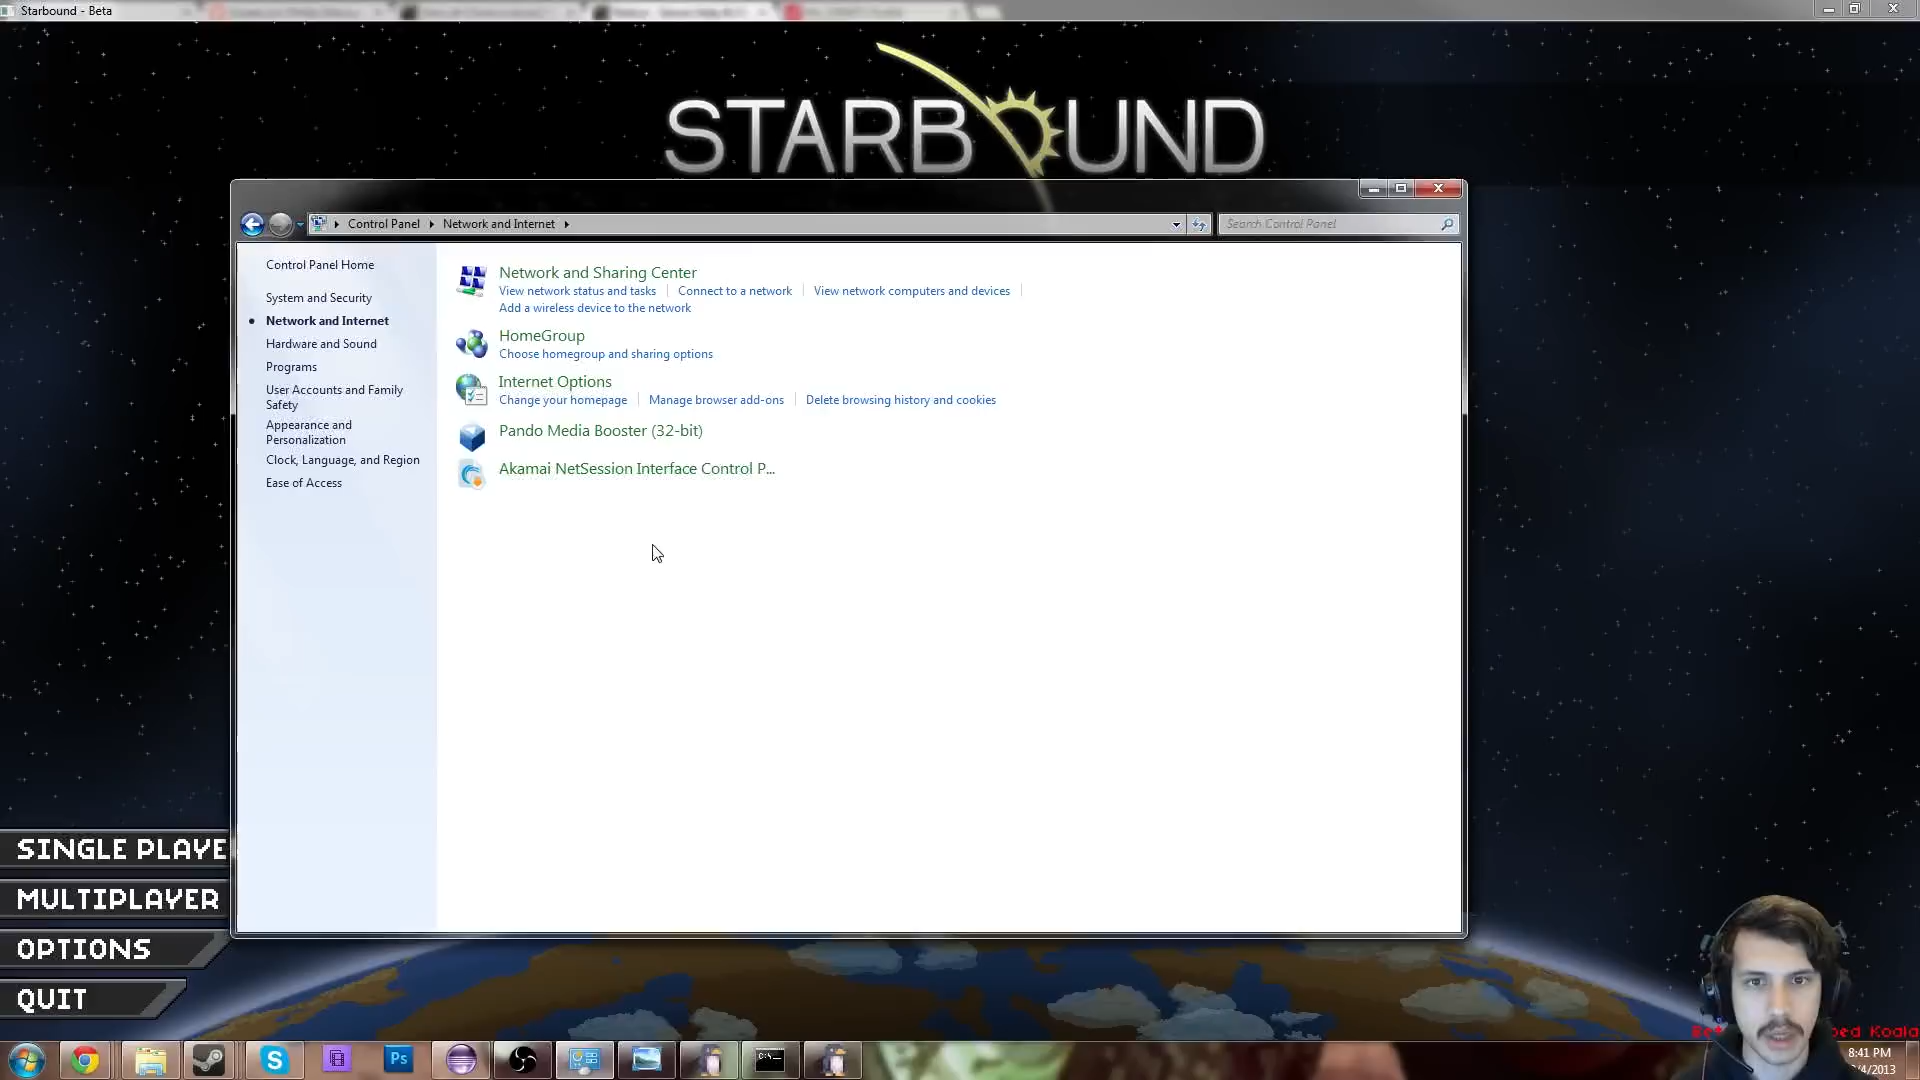 Starbound - Beta
STARBOUND
Control Panel
Network and Internet
Search Control Panel
Control Panel Home
System and Security
Network and Internet
Hardware and Sound
Programs
User Accounts and Family
Safety
Appearance and
Personalization
Clock, Language, and Region
Ease of Access
Network and Sharing Center
View network status and tasks
Connect to a network
View network computers and devices
Add a wireless device to the network
HomeGroup
Choose homegroup and sharing options
Internet Options
Change your homepage
Manage browser add-ons
Delete browsing history and cookies
Pando Media Booster (32-bit)
Akamai NetSession Interface Control P...
SINGLE PLAYE
MULTIPLAYER
OPTIONS
QUIT
Koala
Ps
C:\
8:41 PM
/4/2013